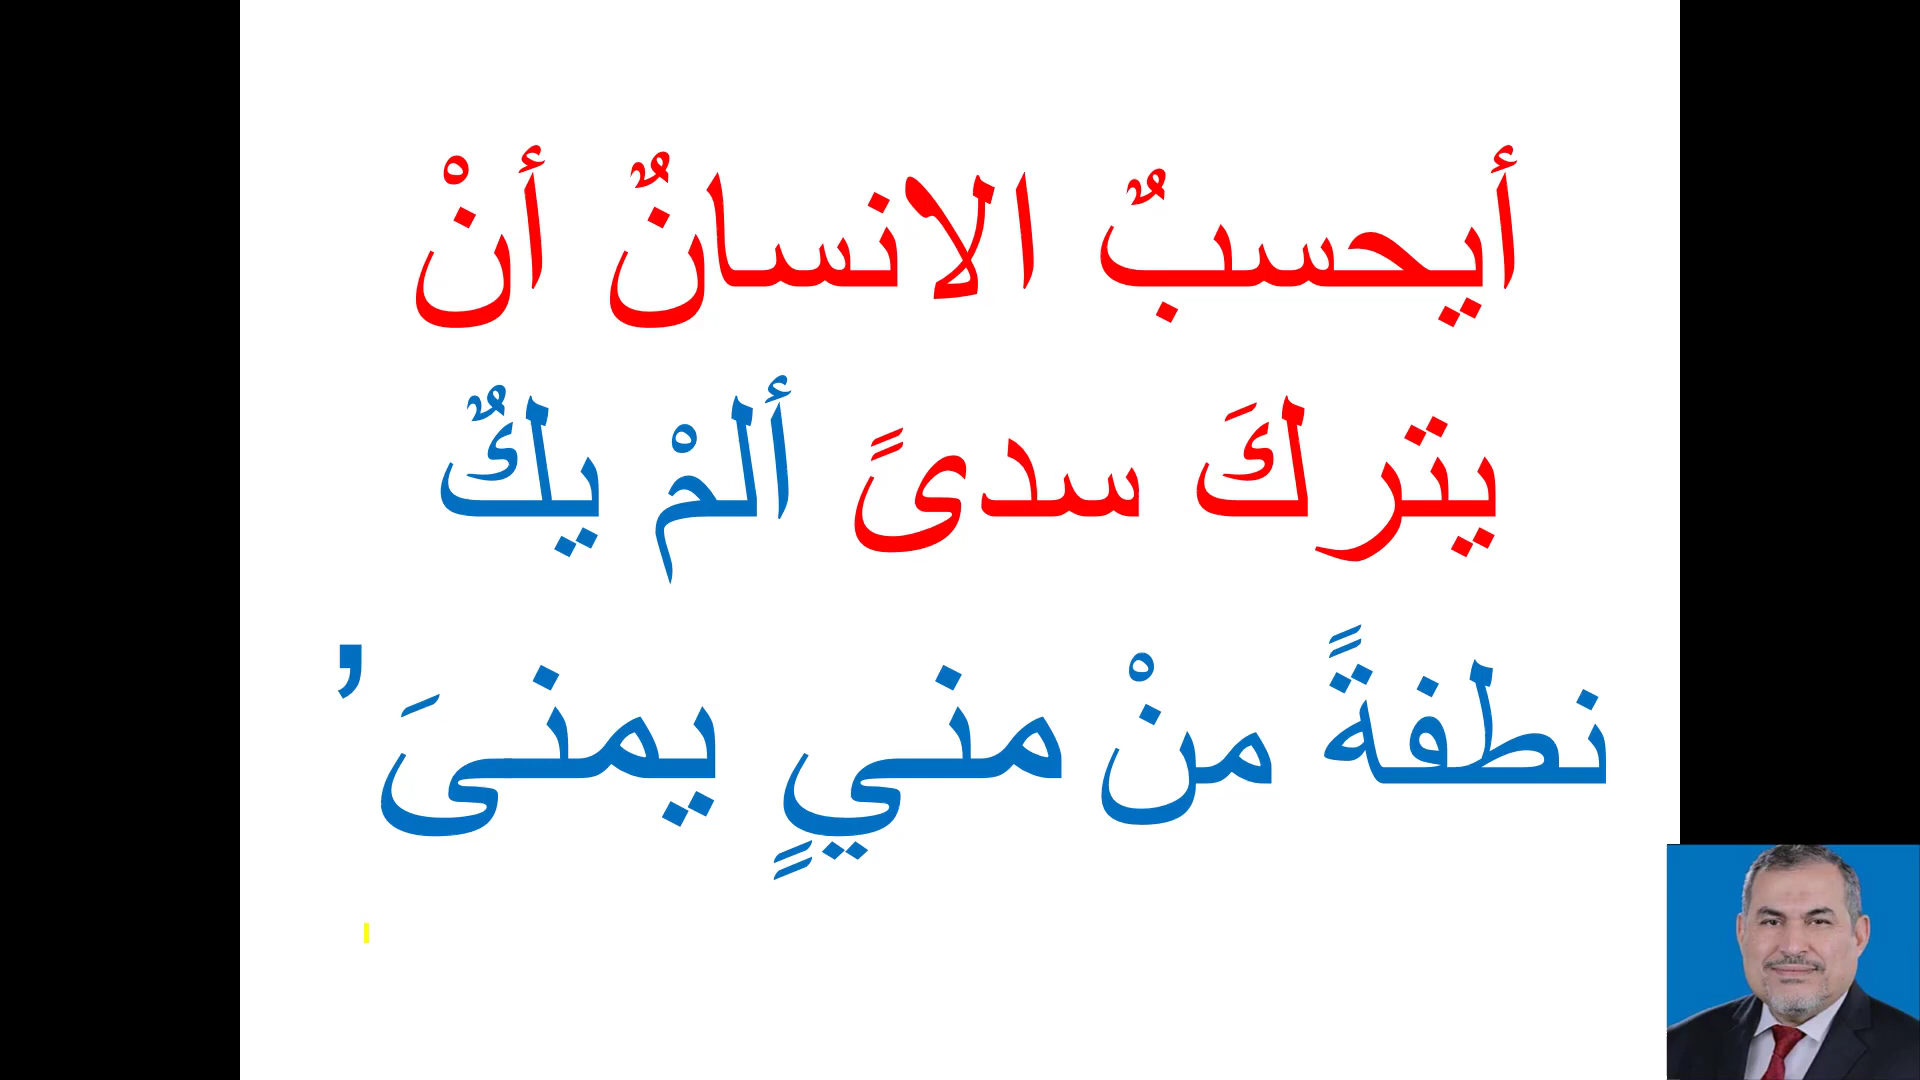 أيحسبٌ الانسانٌ أنْ
يتركَ سدىً ألمْ يكٌ
نطفةً منْ منيٍ يمنىَ’